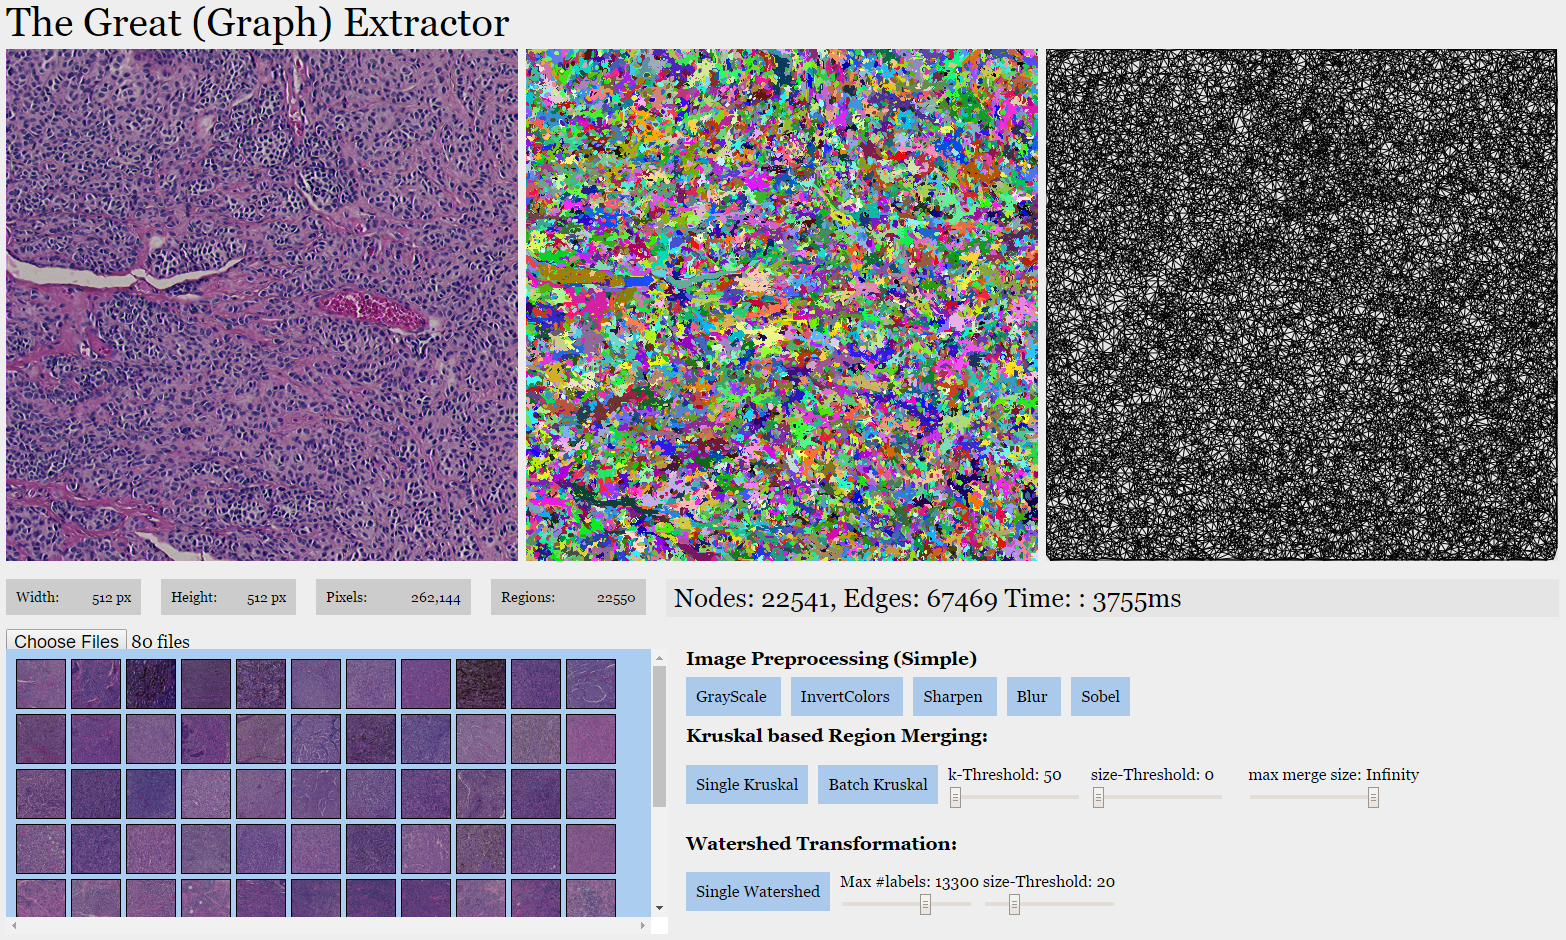 The Great (Graph) Extractor
Width: 512 px Height: 512 px Pixels: 262,144 Regions: 22550 Nodes: 22541, Edges: 67469 Time: : 3755ms
Choose Files 80 files
Image Preprocessing (Simple)
GrayScale InvertColors Sharpen Blur Sobel
Kruskal based Region Merging:
Single Kruskal Batch Kruskal k-Threshold: 50 size-Threshold: 0 max merge size: Infinity
Watershed Transformation:
Single Watershed Max #labels: 13300 size-Threshold: 20